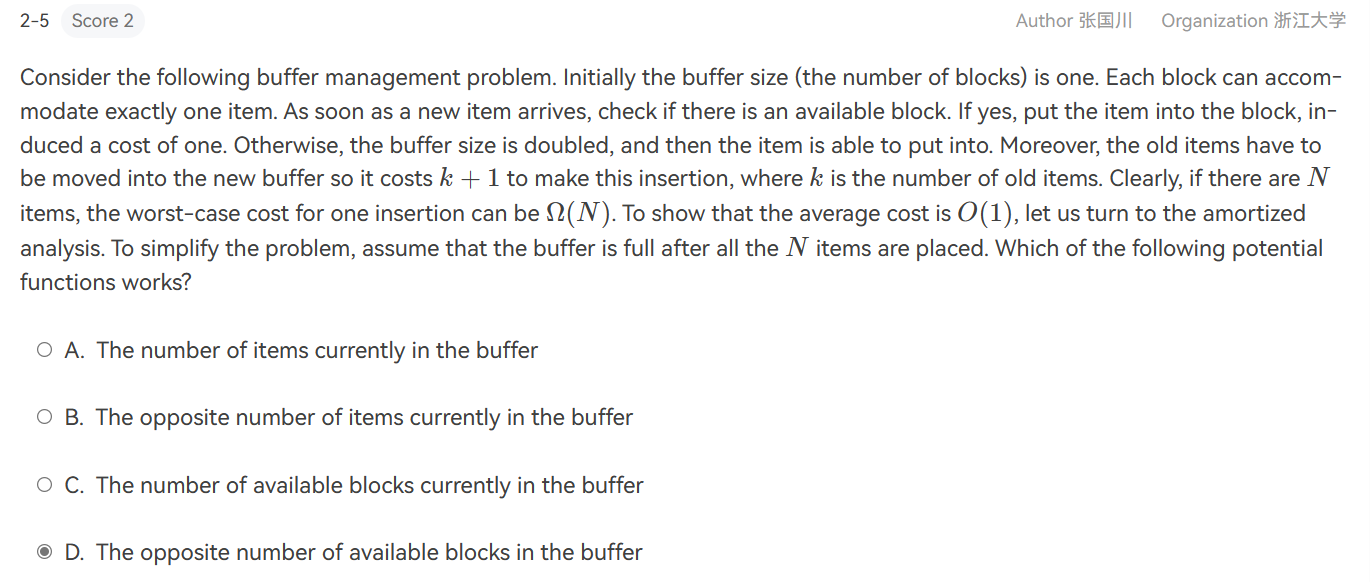 2-5 Score 2 Author 张国川 Organization 浙江大学
Consider the following buffer management problem. Initially the buffer size (the number of blocks) is one. Each block can accom-
modate exactly one item. As soon as a new item arrives, check if there is an available block. If yes, put the item into the block, in-
duced a cost of one. Otherwise, the buffer size is doubled, and then the item is able to put into. Moreover, the old items have to
be moved into the new buffer so it costs k + 1 to make this insertion, where k is the number of old items. Clearly, if there are N
items, the worst-case cost for one insertion can be Ω(N). To show that the average cost is O(1), let us turn to the amortized
analysis. To simplify the problem, assume that the buffer is full after all the N items are placed. Which of the following potential
functions works?
A. The number of items currently in the buffer
B. The opposite number of items currently in the buffer
C. The number of available blocks currently in the buffer
D. The opposite number of available blocks in the buffer